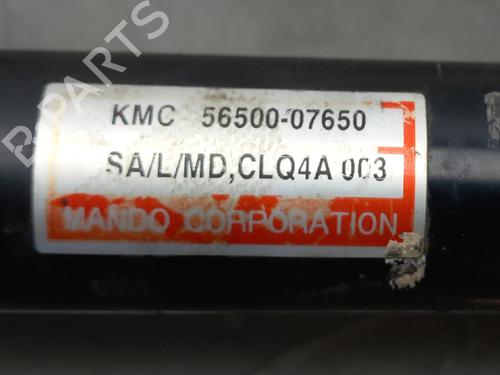 KMC 56500-07650
SA/L/MD,CLQ4A 003
MANDO CORPORATION
B-PARTS